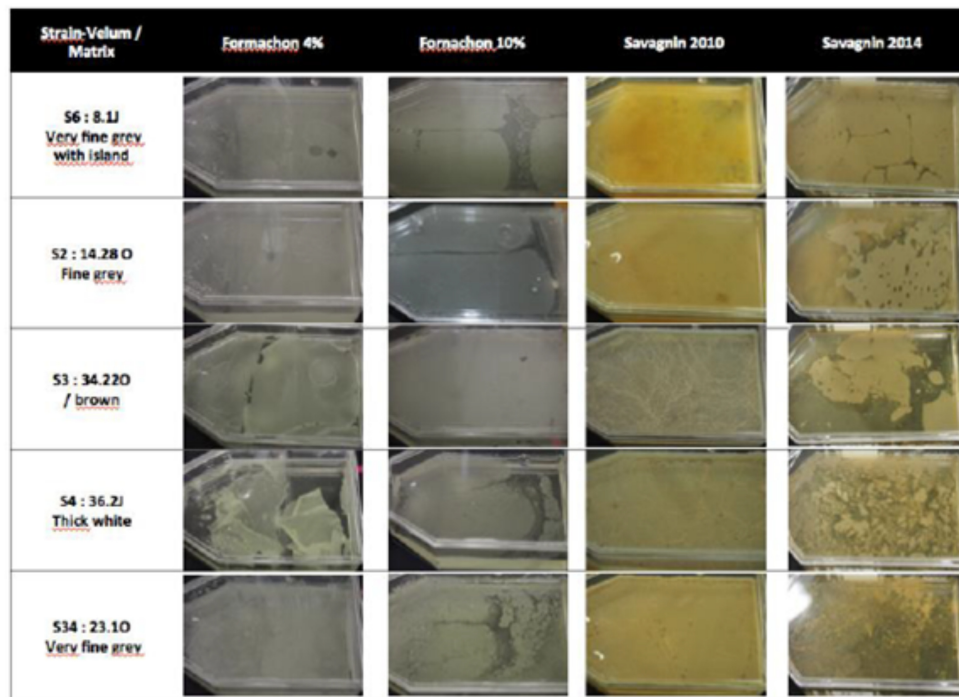 Strain-Velum /
Matrix
Formachon 4%
Fornachon 10%
Savagnin 2010
Savagnin 2014
S6 : 8.1J
Very fine grey
with island
S2 : 14.28 O
Fine grey
S3 : 34.22O
/ brown
S4 : 36.2J
Thick white
S34 : 23.1O
Very fine grey